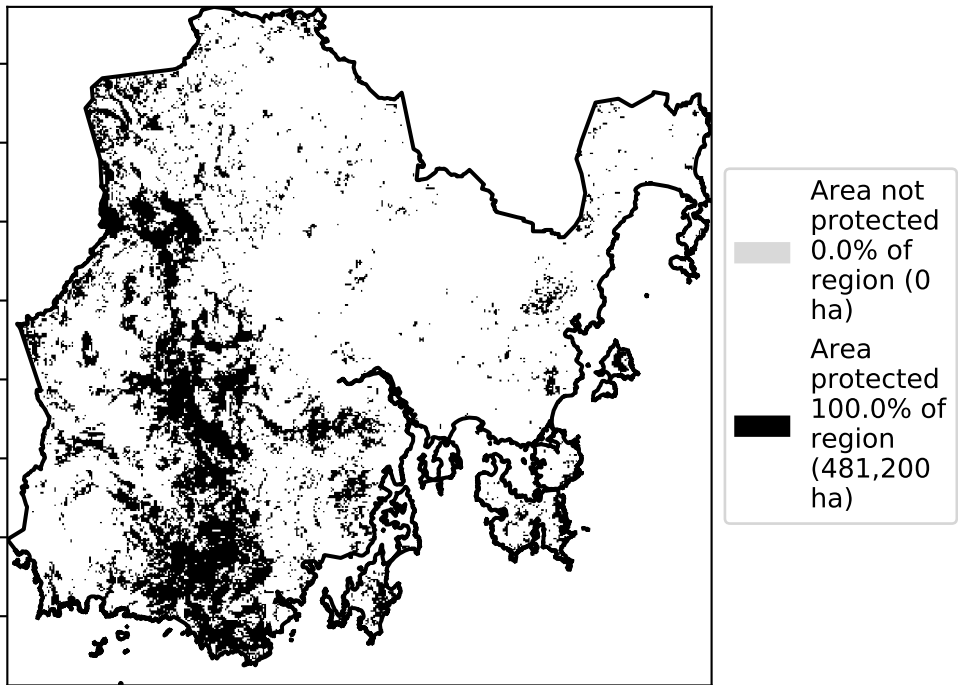 Area not
protected
0.0% of
region (0
ha)
Area
protected
100.0% of
region
(481,200
ha)